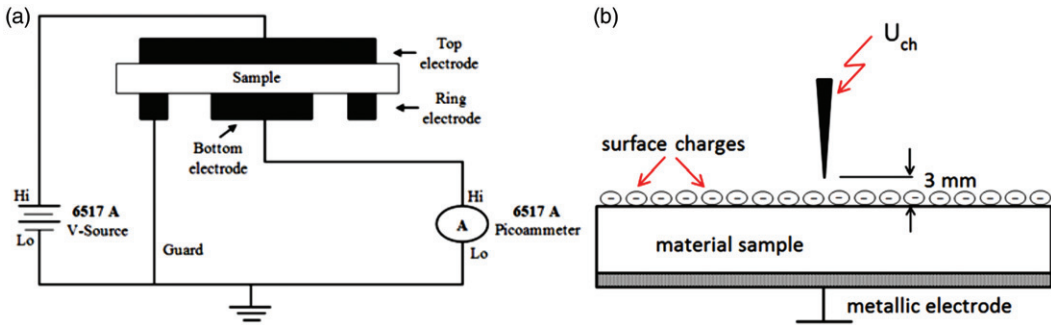 (a)
Top
electrode
Sample
Ring
electrode
Bottom
electrode
Hi
6517 A
V-Source
Lo
Guard
Hi
A
6517 A
Picoammeter
Lo
(b)
U_ch
surface charges
3 mm
- - - - - - - - - - - - - - - - -
material sample
metallic electrode